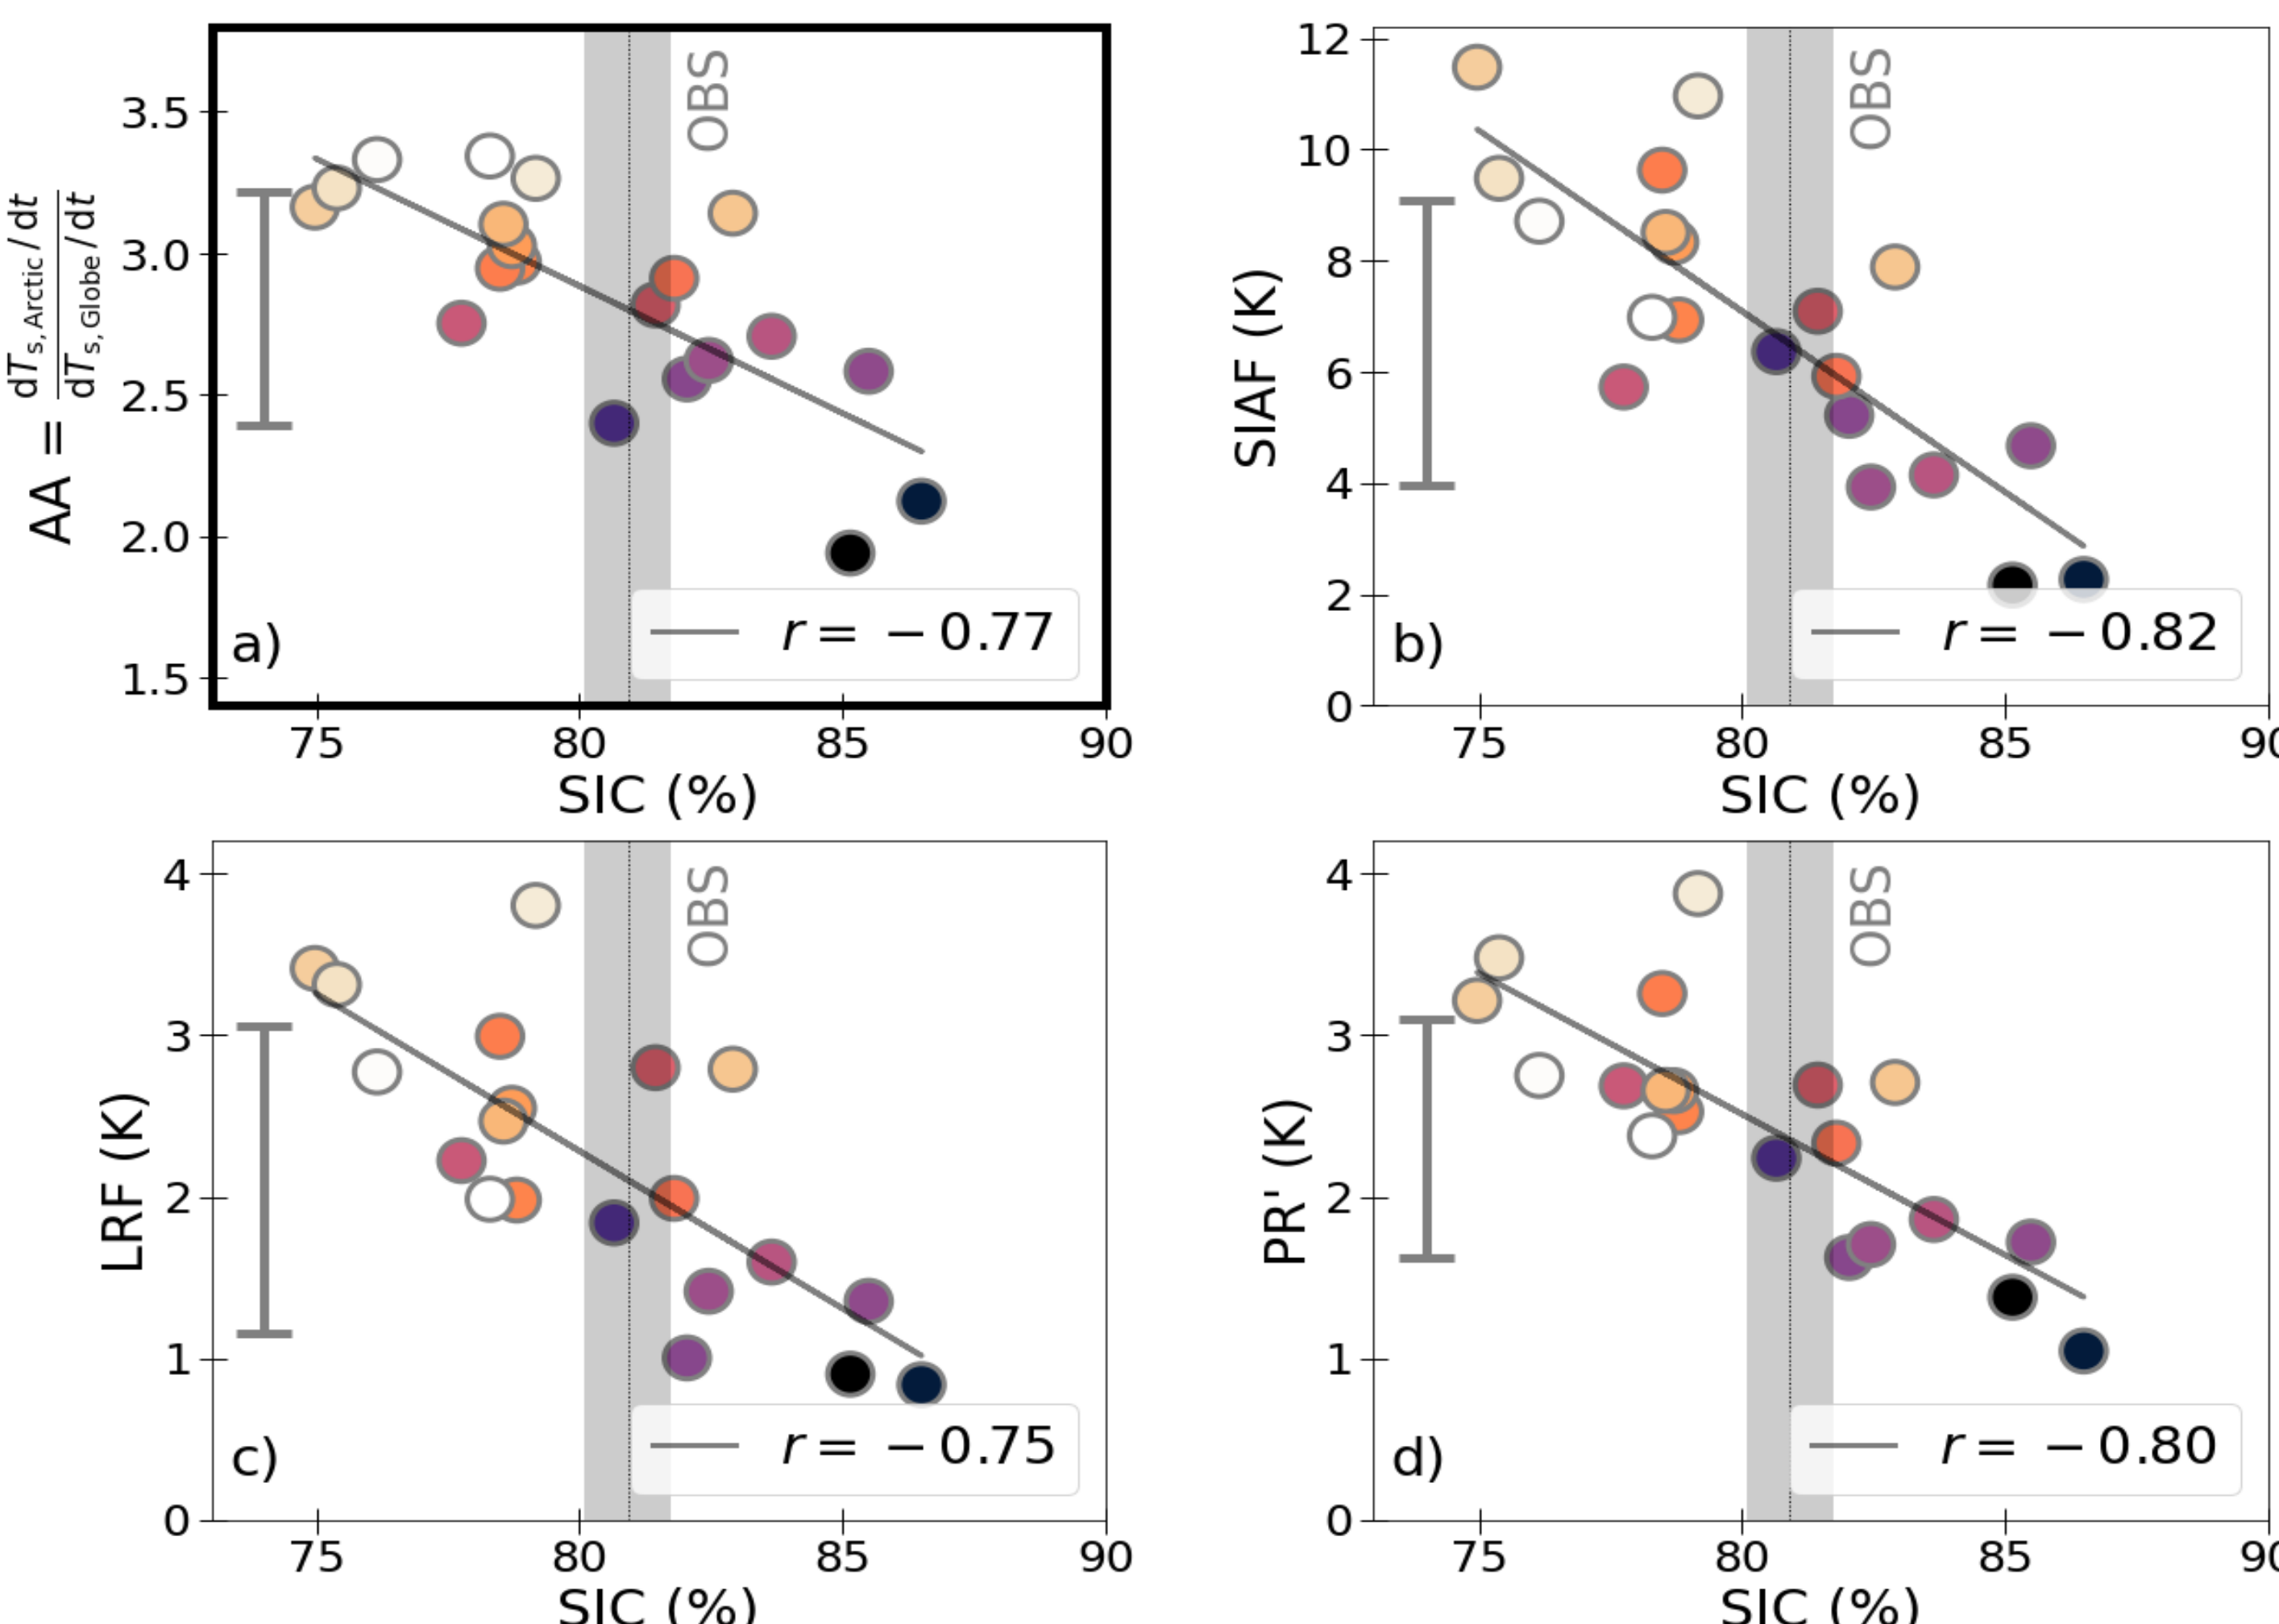 AA = dTs,Arctic/dt / dTs,Globe/dt
3.5
3.0
2.5
2.0
1.5
OBS
r = −0.77
a)
75 80 85 90
SIC (%)
SIAF (K)
12
10
8
6
4
2
0
OBS
r = −0.82
b)
75 80 85 90
SIC (%)
LRF (K)
4
3
2
1
0
OBS
r = −0.75
c)
75 80 85 90
SIC (%)
PR' (K)
4
3
2
1
0
OBS
r = −0.80
d)
75 80 85 90
SIC (%)